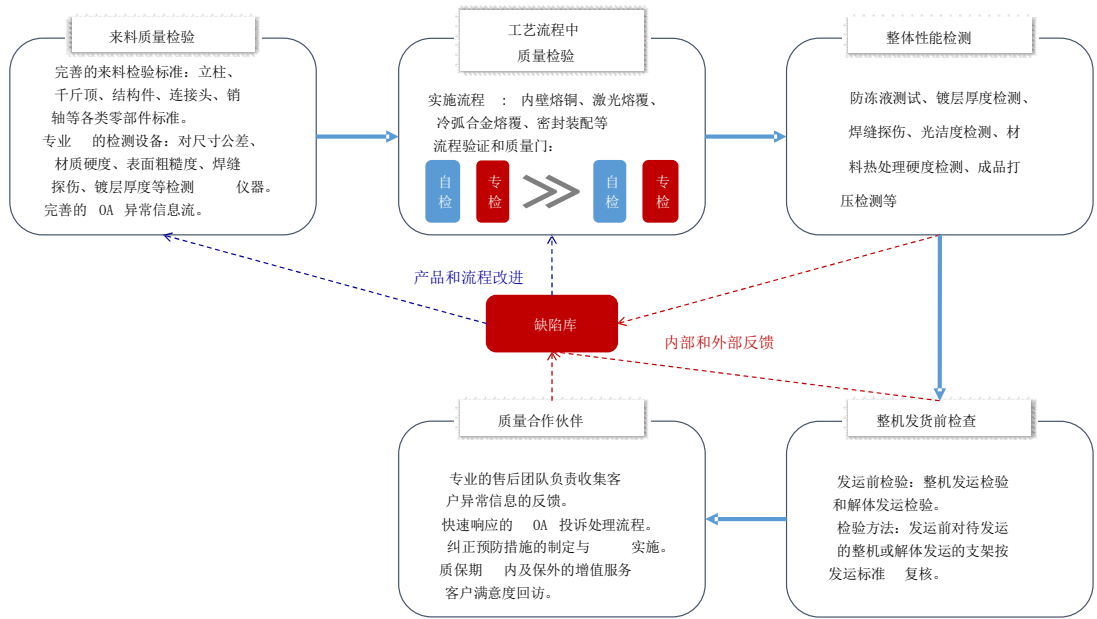 来料质量检验
完善的来料检验标准：立柱、
千斤顶、结构件、连接头、销
轴等各类零部件标准。
专业 的检测设备：对尺寸公差、
材质硬度、表面粗糙度、焊缝
探伤、镀层厚度等检测 仪器。
完善的 OA 异常信息流。
工艺流程中
质量检验
实施流程 ：内壁熔铜、激光熔覆、
冷弧合金熔覆、密封装配等
流程验证和质量门：
自检
专检
自检
专检
整体性能检测
防冻液测试、镀层厚度检测、
焊缝探伤、光洁度检测、材
料热处理硬度检测、成品打
压检测等
产品和流程改进
缺陷库
内部和外部反馈
质量合作伙伴
专业的售后团队负责收集客
户异常信息的反馈。
快速响应的 OA 投诉处理流程。
纠正预防措施的制定与 实施。
质保期 内及保外的增值服务
客户满意度回访。
整机发货前检查
发运前检验：整机发运检验
和解体发运检验。
检验方法：发运前对待发运
的整机或解体发运的支架按
发运标准 复核。